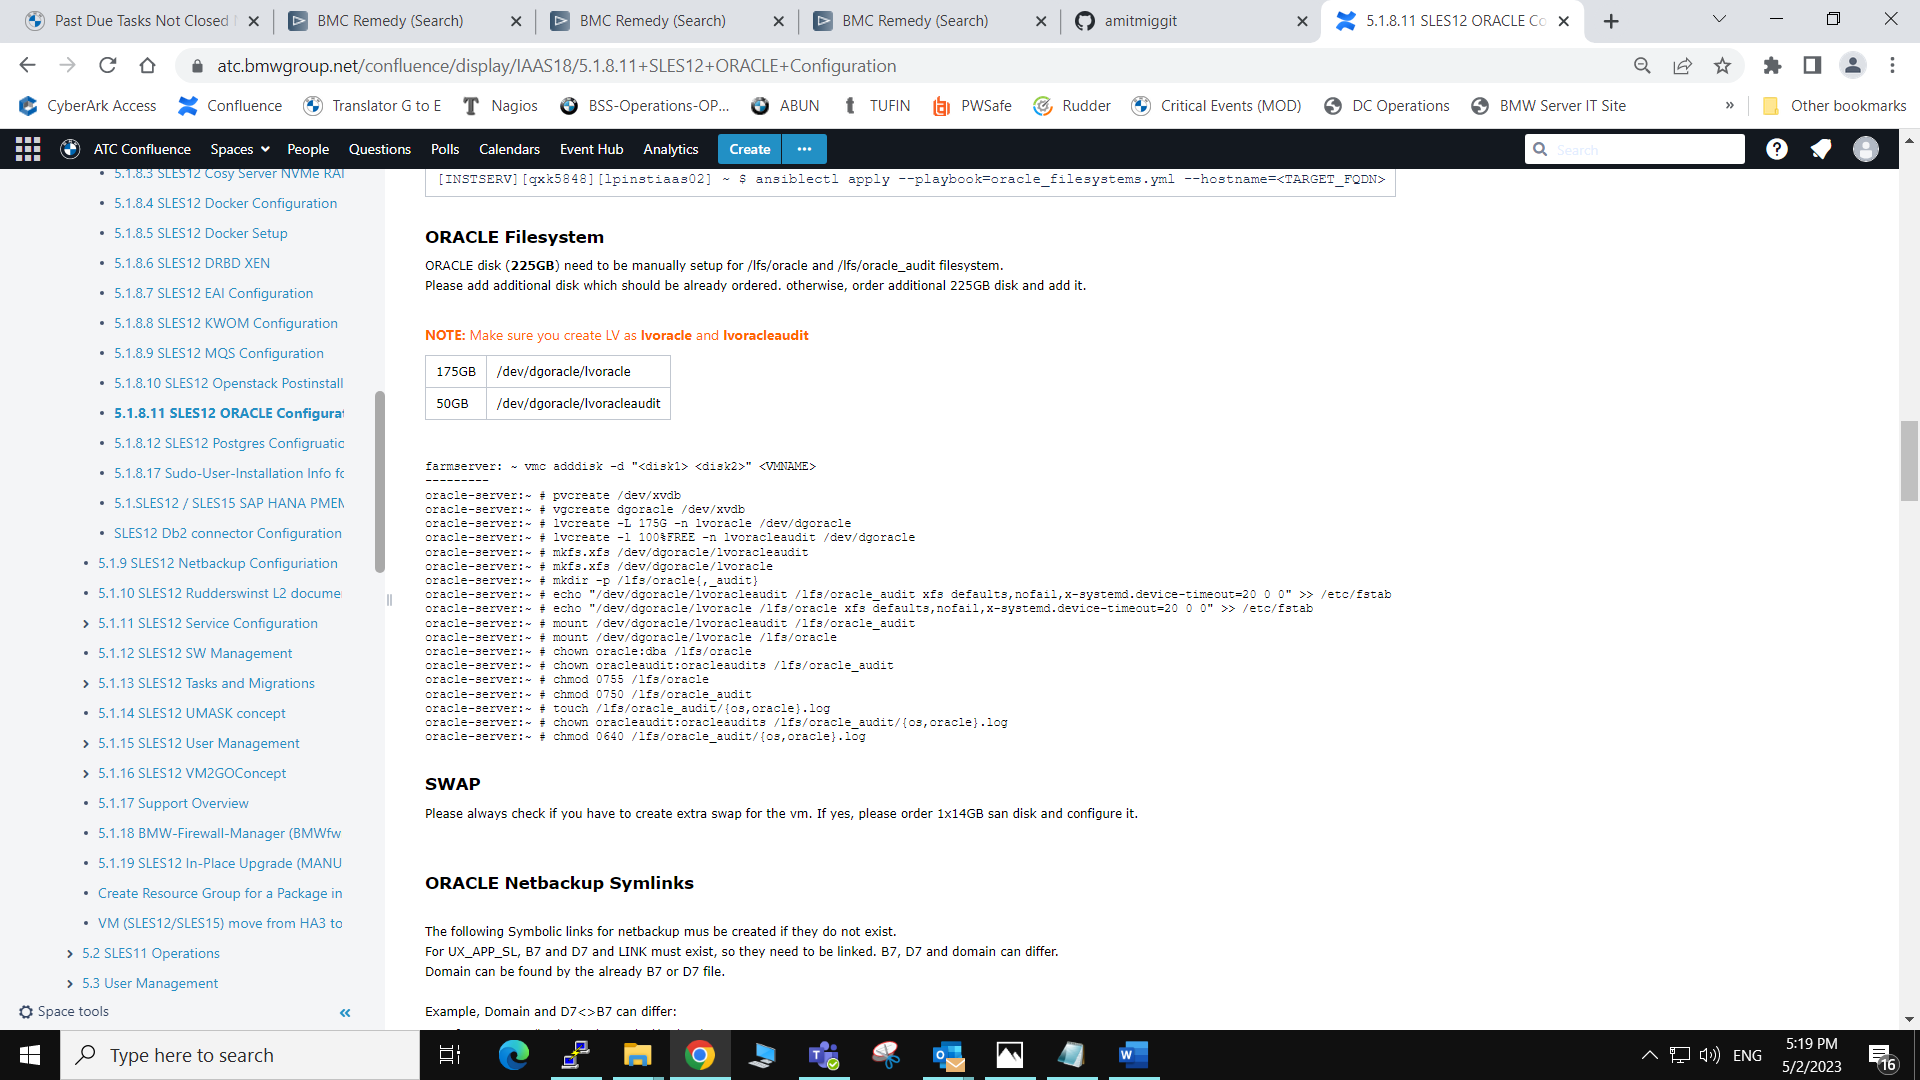 Past Due Tasks Not Closed
BMC Remedy (Search)
BMC Remedy (Search)
BMC Remedy (Search)
amitmiggit
5.1.8.11 SLES12 ORACLE Co
atc.bmwgroup.net/confluence/display/IAAS18/5.1.8.11+SLES12+ORACLE+Configuration
CyberArk Access
Confluence
Translator G to E
Nagios
BSS-Operations-OP...
ABUN
TUFIN
PWSafe
Rudder
Critical Events (MOD)
DC Operations
BMW Server IT Site
»
Other bookmarks
ATC Confluence
Spaces
People
Questions
Polls
Calendars
Event Hub
Analytics
Create
Search
5.1.8.3 SLES12 Cosy Server NVMe RAI
5.1.8.4 SLES12 Docker Configuration
5.1.8.5 SLES12 Docker Setup
5.1.8.6 SLES12 DRBD XEN
5.1.8.7 SLES12 EAI Configuration
5.1.8.8 SLES12 KWOM Configuration
5.1.8.9 SLES12 MQS Configuration
5.1.8.10 SLES12 Openstack Postinstall
5.1.8.11 SLES12 ORACLE Configurat
5.1.8.12 SLES12 Postgres Configruatio
5.1.8.17 Sudo-User-Installation Info fo
5.1.SLES12 / SLES15 SAP HANA PMEM
SLES12 Db2 connector Configuration
5.1.9 SLES12 Netbackup Configuriation
5.1.10 SLES12 Rudderswinst L2 docume
5.1.11 SLES12 Service Configuration
5.1.12 SLES12 SW Management
5.1.13 SLES12 Tasks and Migrations
5.1.14 SLES12 UMASK concept
5.1.15 SLES12 User Management
5.1.16 SLES12 VM2GOConcept
5.1.17 Support Overview
5.1.18 BMW-Firewall-Manager (BMWfw
5.1.19 SLES12 In-Place Upgrade (MANU
Create Resource Group for a Package in
VM (SLES12/SLES15) move from HA3 to
5.2 SLES11 Operations
5.3 User Management
Space tools
«
[INSTSERV][qxk5848][lpinstiaas02] ~ $ ansiblectl apply --playbook=oracle_filesystems.yml --hostname=<TARGET_FQDN>
ORACLE Filesystem
ORACLE disk (225GB) need to be manually setup for /lfs/oracle and /lfs/oracle_audit filesystem.
Please add additional disk which should be already ordered. otherwise, order additional 225GB disk and add it.
NOTE: Make sure you create LV as lvoracle and lvoracleaudit
175GB /dev/dgoracle/lvoracle
50GB /dev/dgoracle/lvoracleaudit
farmserver: ~ vmc adddisk -d "<disk1> <disk2>" <VMNAME>
---------
oracle-server:~ # pvcreate /dev/xvdb
oracle-server:~ # vgcreate dgoracle /dev/xvdb
oracle-server:~ # lvcreate -L 175G -n lvoracle /dev/dgoracle
oracle-server:~ # lvcreate -l 100%FREE -n lvoracleaudit /dev/dgoracle
oracle-server:~ # mkfs.xfs /dev/dgoracle/lvoracleaudit
oracle-server:~ # mkfs.xfs /dev/dgoracle/lvoracle
oracle-server:~ # mkdir -p /lfs/oracle{,_audit}
oracle-server:~ # echo "/dev/dgoracle/lvoracleaudit /lfs/oracle_audit xfs defaults,nofail,x-systemd.device-timeout=20 0 0" >> /etc/fstab
oracle-server:~ # echo "/dev/dgoracle/lvoracle /lfs/oracle xfs defaults,nofail,x-systemd.device-timeout=20 0 0" >> /etc/fstab
oracle-server:~ # mount /dev/dgoracle/lvoracleaudit /lfs/oracle_audit
oracle-server:~ # mount /dev/dgoracle/lvoracle /lfs/oracle
oracle-server:~ # chown oracle:dba /lfs/oracle
oracle-server:~ # chown oracleaudit:oracleaudits /lfs/oracle_audit
oracle-server:~ # chmod 0755 /lfs/oracle
oracle-server:~ # chmod 0750 /lfs/oracle_audit
oracle-server:~ # touch /lfs/oracle_audit/{os,oracle}.log
oracle-server:~ # chown oracleaudit:oracleaudits /lfs/oracle_audit/{os,oracle}.log
oracle-server:~ # chmod 0640 /lfs/oracle_audit/{os,oracle}.log
SWAP
Please always check if you have to create extra swap for the vm. If yes, please order 1x14GB san disk and configure it.
ORACLE Netbackup Symlinks
The following Symbolic links for netbackup mus be created if they do not exist.
For UX_APP_SL, B7 and D7 and LINK must exist, so they need to be linked. B7, D7 and domain can differ.
Domain can be found by the already B7 or D7 file.
Example, Domain and D7<>B7 can differ:
Type here to search
ENG
5:19 PM
5/2/2023
16